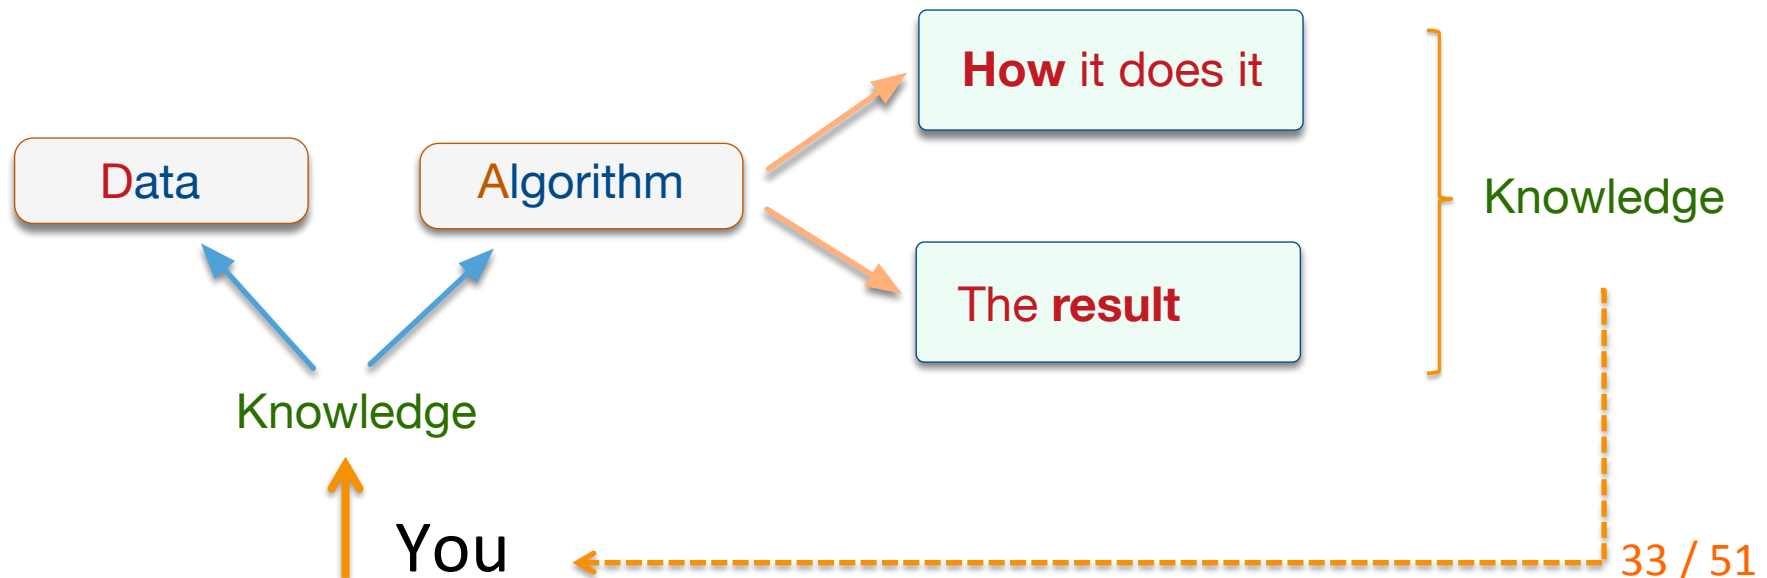 How it does it
Data
Algorithm
Knowledge
The result
Knowledge
You
33 / 51